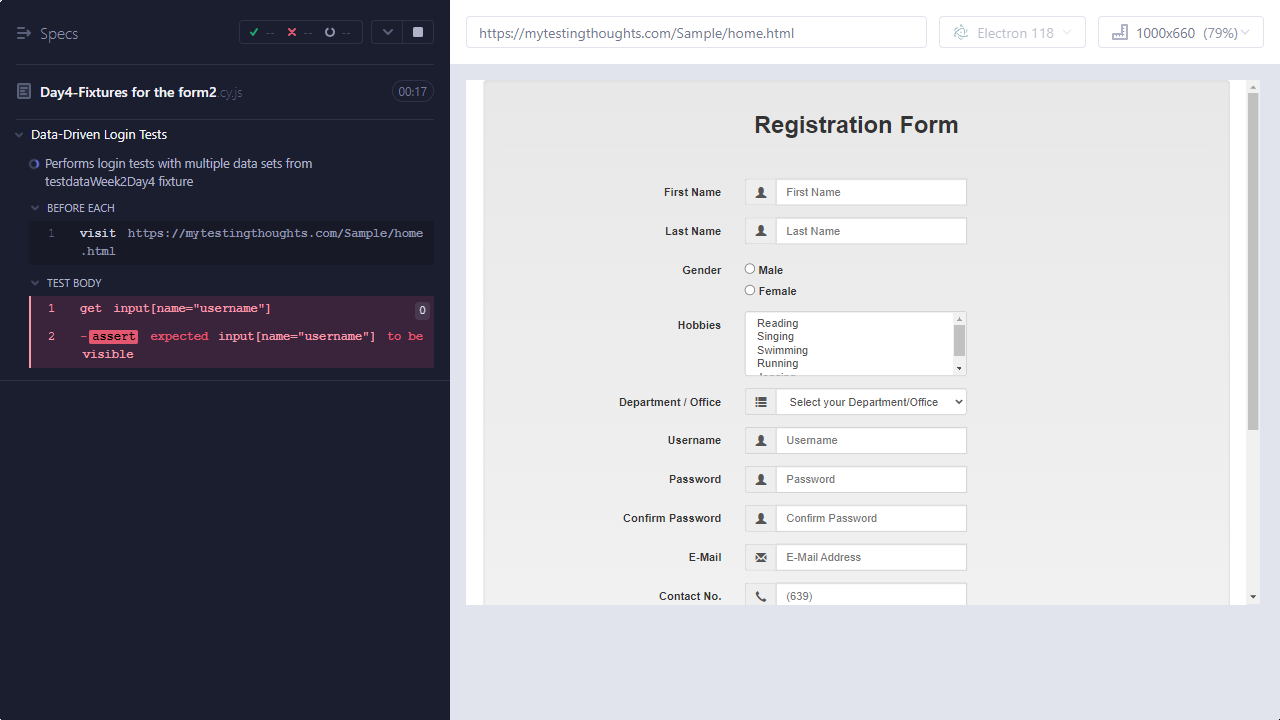 Specs
-- -- --
Day4-Fixtures for the form2.cy.js 00:17
Data-Driven Login Tests
Performs login tests with multiple data sets from
testdataWeek2Day4 fixture
BEFORE EACH
1 visit https://mytestingthoughts.com/Sample/home
.html
TEST BODY
1 get input[name="username"] 0
2 -assert expected input[name="username"] to be
visible
https://mytestingthoughts.com/Sample/home.html
Electron 118
1000x660 (79%)
Registration Form
First Name First Name
Last Name Last Name
Gender Male
Female
Hobbies Reading
Singing
Swimming
Running
Department / Office Select your Department/Office
Username Username
Password Password
Confirm Password Confirm Password
E-Mail E-Mail Address
Contact No. (639)